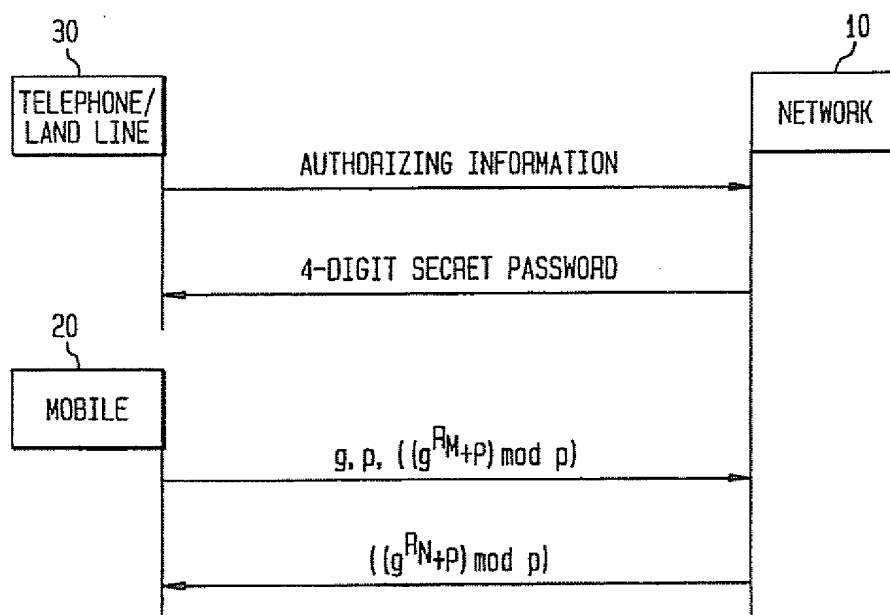 30
10
TELEPHONE/
LAND LINE
NETWORK
AUTHORIZING INFORMATION
4-DIGIT SECRET PASSWORD
20
MOBILE
g, p, ((g^RM+P) mod p)
((g^RN+P) mod p)